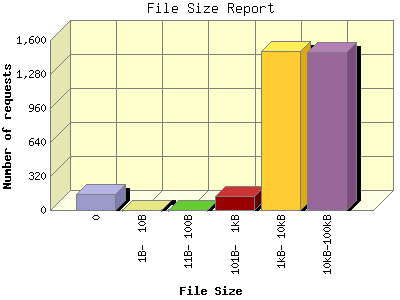 File Size Report
Number of requests
1,600
1,280
960
640
320
0
0
1B- 10B
11B- 100B
101B- 1kB
1kB- 10kB
10kB-100kB
File Size